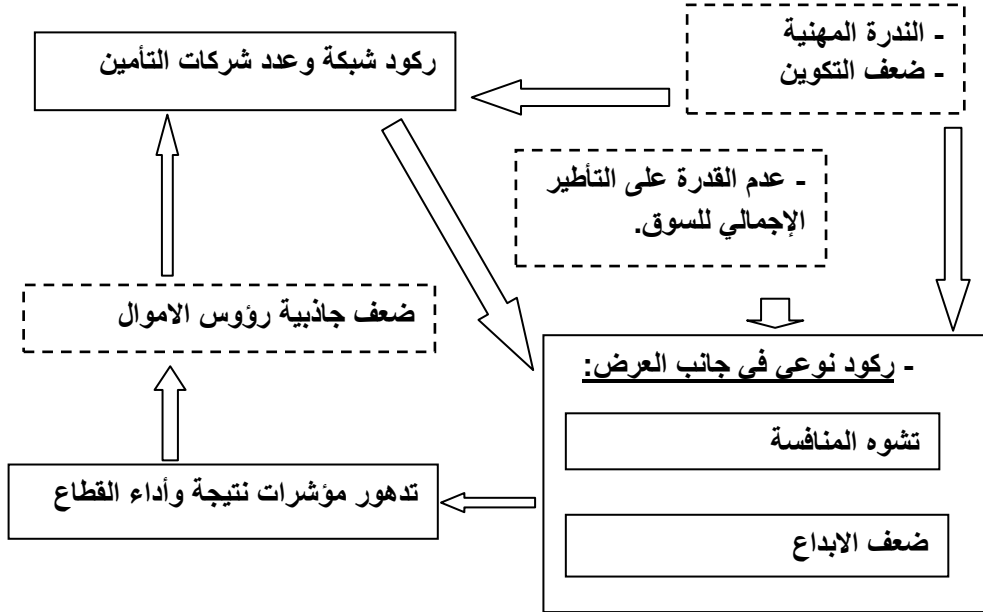 - الندرة المهنية
- ضعف التكوين
ركود شبكة وعدد شركات التأمين
- عدم القدرة على التأطير
الإجمالي للسوق.
ضعف جاذبية رؤوس الاموال
- ركود نوعي في جانب العرض:
تشوه المنافسة
تدهور مؤشرات نتيجة وأداء القطاع
ضعف الابداع